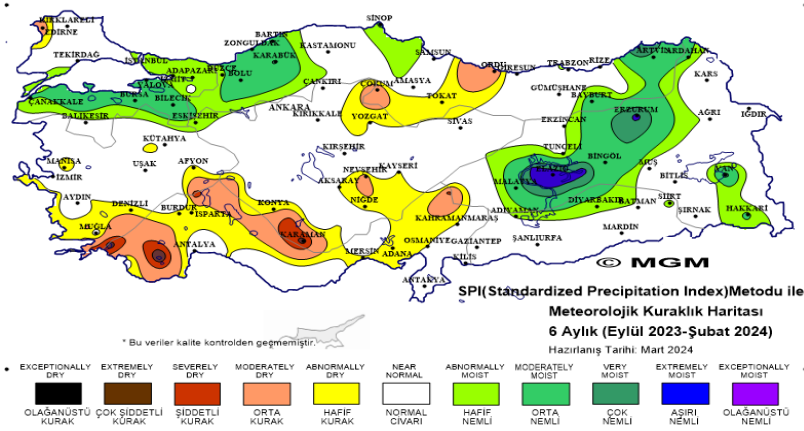 KIRKLARELİ
EDİRNE
TEKİRDAĞ
İSTANBUL
ADAPAZARI
DÜZCE
ZONGULDAK
BARTIN
KARABÜK
BOLU
KASTAMONU
SİNOP
SAMSUN
ORDU
GİRESUN
TRABZON
RİZE
ARTVİN
ARDAHAN
KARS
IĞDIR
AĞRI
ERZURUM
BAYBURT
GÜMÜŞHANE
ERZİNCAN
SİVAS
TOKAT
AMASYA
ÇORUM
ÇANKIRI
ANKARA
KIRIKKALE
YOZGAT
YALOVA
BURSA
BİLECİK
ESKİŞEHİR
ÇANAKKALE
BALIKESİR
KÜTAHYA
MANİSA
İZMİR
UŞAK
AFYON
AYDIN
DENİZLİ
MUĞLA
BURDUR
ISPARTA
ANTALYA
KONYA
KARAMAN
AKSARAY
NEVŞEHİR
KIRŞEHİR
KAYSERİ
NİĞDE
MERSİN
ADANA
OSMANİYE
KAHRAMANMARAŞ
GAZİANTEP
KİLİS
ANTAKYA
ŞANLIURFA
ADIYAMAN
MALATYA
ELAZIĞ
TUNCELİ
BİNGÖL
MUŞ
BİTLİS
VAN
HAKKARİ
ŞIRNAK
SİİRT
BATMAN
DİYARBAKIR
MARDİN
© MGM
SPI(Standardized Precipitation Index)Metodu ile
Meteorolojik Kuraklık Haritası
6 Aylık (Eylül 2023-Şubat 2024)
Hazırlanış Tarihi: Mart 2024
* Bu veriler kalite kontrolden geçmemiştir.
EXCEPTIONALLY DRY
EXTREMELY DRY
SEVERELY DRY
MODERATELY DRY
ABNORMALLY DRY
NEAR NORMAL
ABNORMALLY MOIST
MODERATELY MOIST
VERY MOIST
EXTREMELY MOIST
EXCEPTIONALLY MOIST
OLAĞANÜSTÜ KURAK
ÇOK ŞİDDETLİ KURAK
ŞİDDETLİ KURAK
ORTA KURAK
HAFİF KURAK
NORMAL CİVARI
HAFİF NEMLİ
ORTA NEMLİ
ÇOK NEMLİ
AŞIRI NEMLİ
OLAĞANÜSTÜ NEMLİ